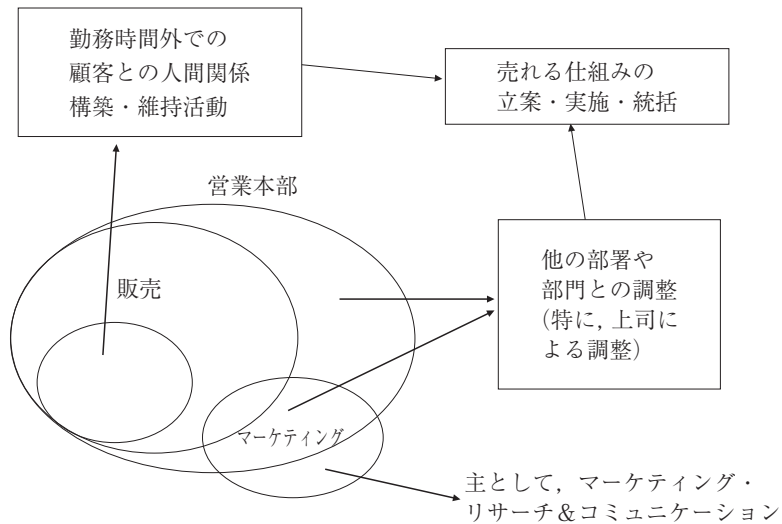 勤務時間外での
顧客との人間関係
構築・維持活動
売れる仕組みの
立案・実施・統括
営業本部
販売
他の部署や
部門との調整
(特に, 上司に
よる調整)
マーケティング
主として，マーケティング・
リサーチ＆コミュニケーション